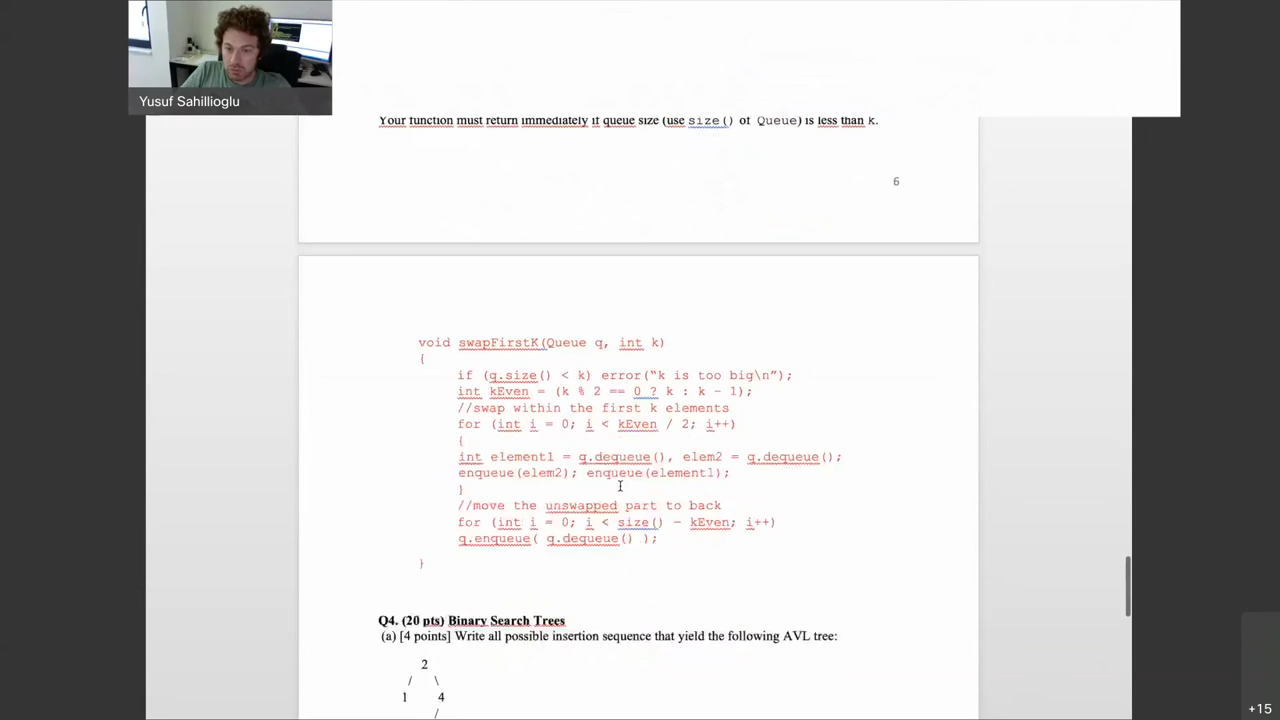 Yusuf Sahillioglu
Your function must return immediately if queue size (use size() of Queue) is less than k.
6
void swapFirstK(Queue q, int k)
{
if (q.size() < k) error(“k is too big\n”);
int kEven = (k % 2 == 0 ? k : k - 1);
//swap within the first k elements
for (int i = 0; i < kEven / 2; i++)
{
int element1 = q.dequeue(), elem2 = q.dequeue();
enqueue(elem2); enqueue(element1);
}
//move the unswapped part to back
for (int i = 0; i < size() – kEven; i++)
q.enqueue( q.dequeue() );
}
Q4. (20 pts) Binary Search Trees
(a) [4 points] Write all possible insertion sequence that yield the following AVL tree:
2
/ \
1 4
/
+15